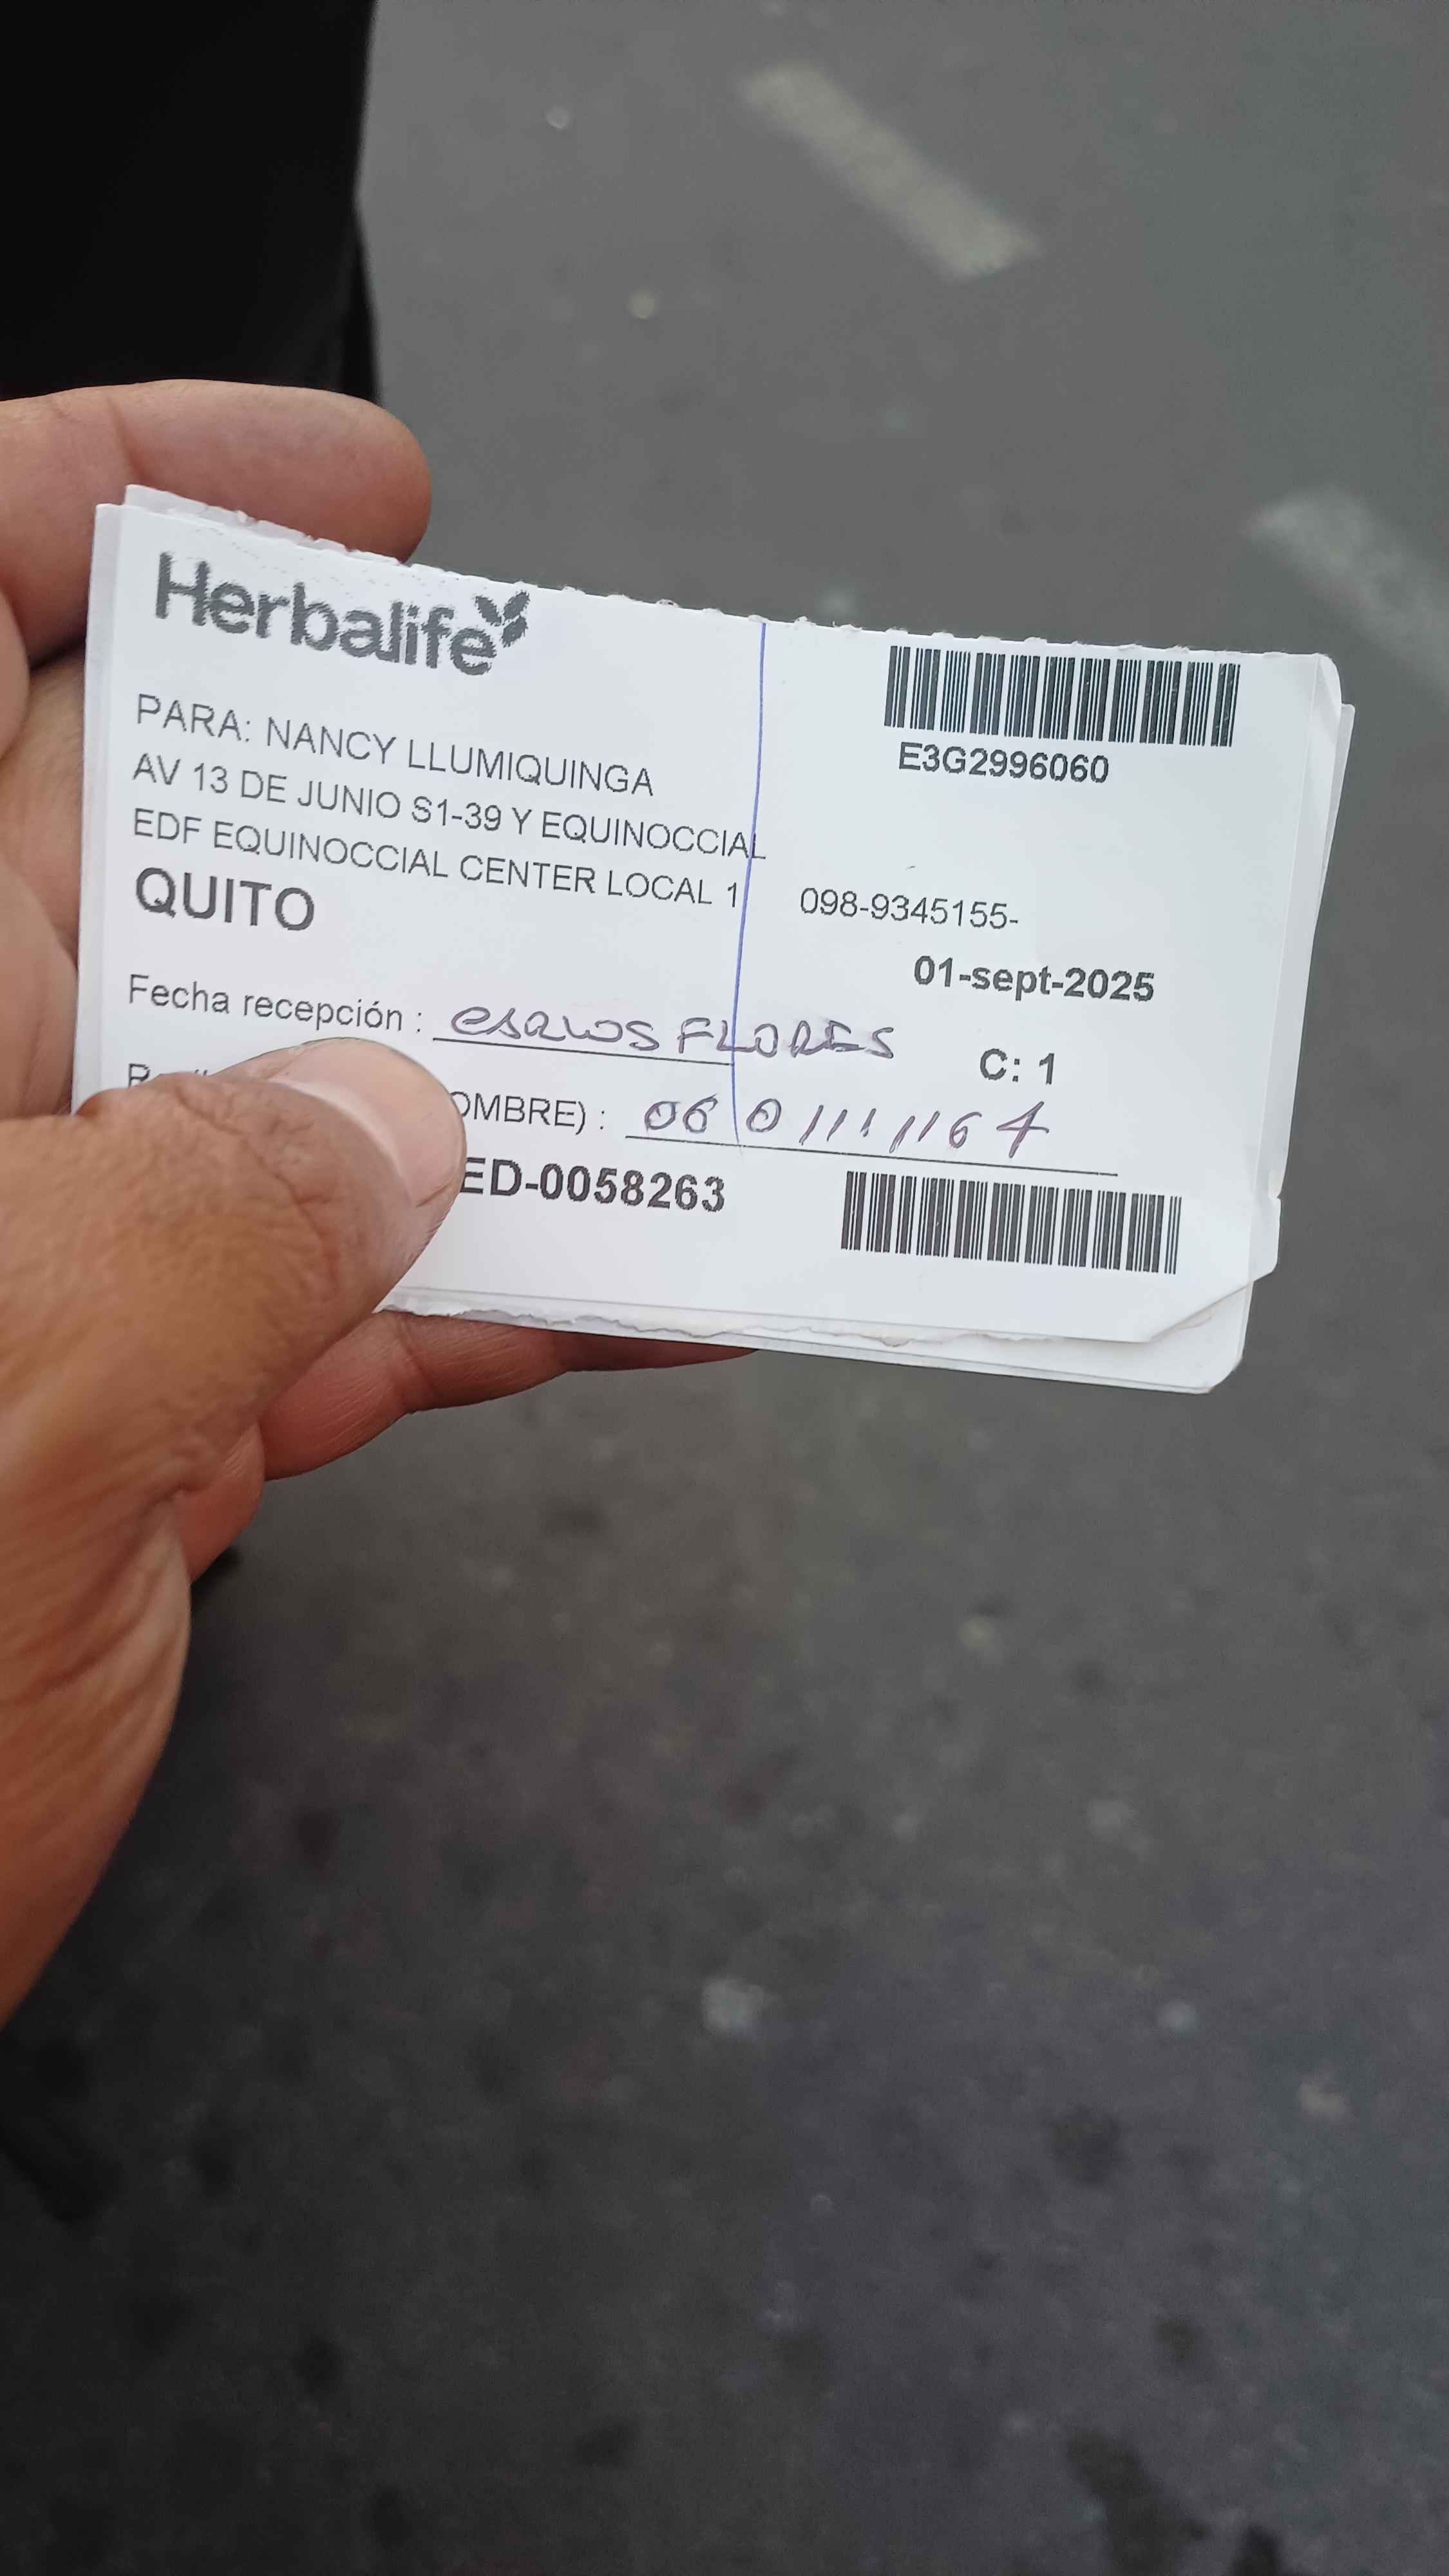 Herbalife
E3G2996060
PARA: NANCY LLUMIQUINGA
AV 13 DE JUNIO S1-39 Y EQUINOCCIAL
EDF EQUINOCCIAL CENTER LOCAL 1 098-9345155-
QUITO 01-sept-2025
Fecha recepción : FLORES C: 1
OMBRE) :
ED-0058263